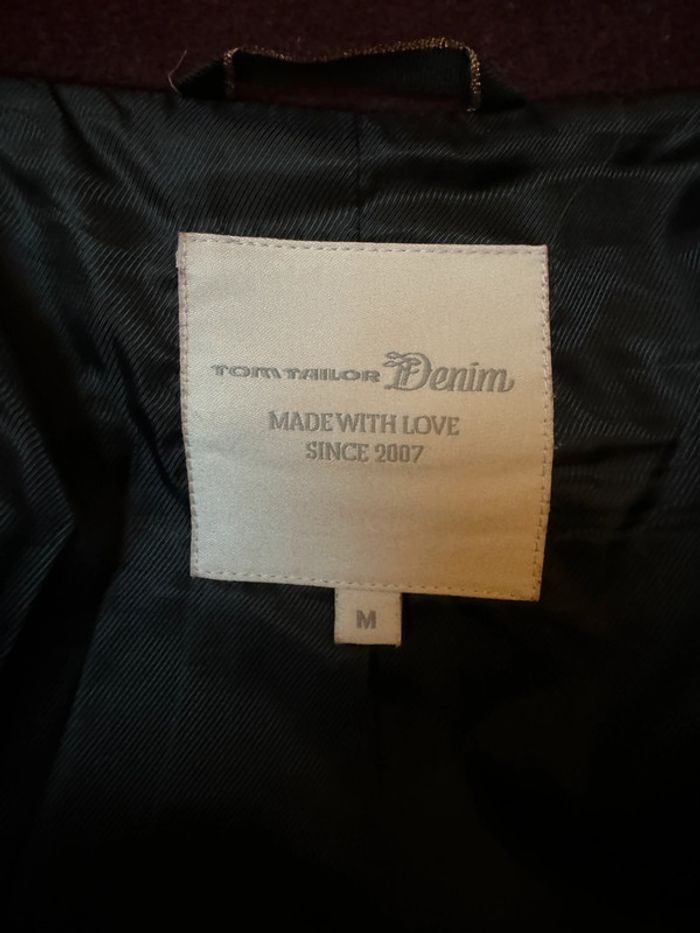 TOM TAILOR Denim
MADE WITH LOVE
SINCE 2007
M